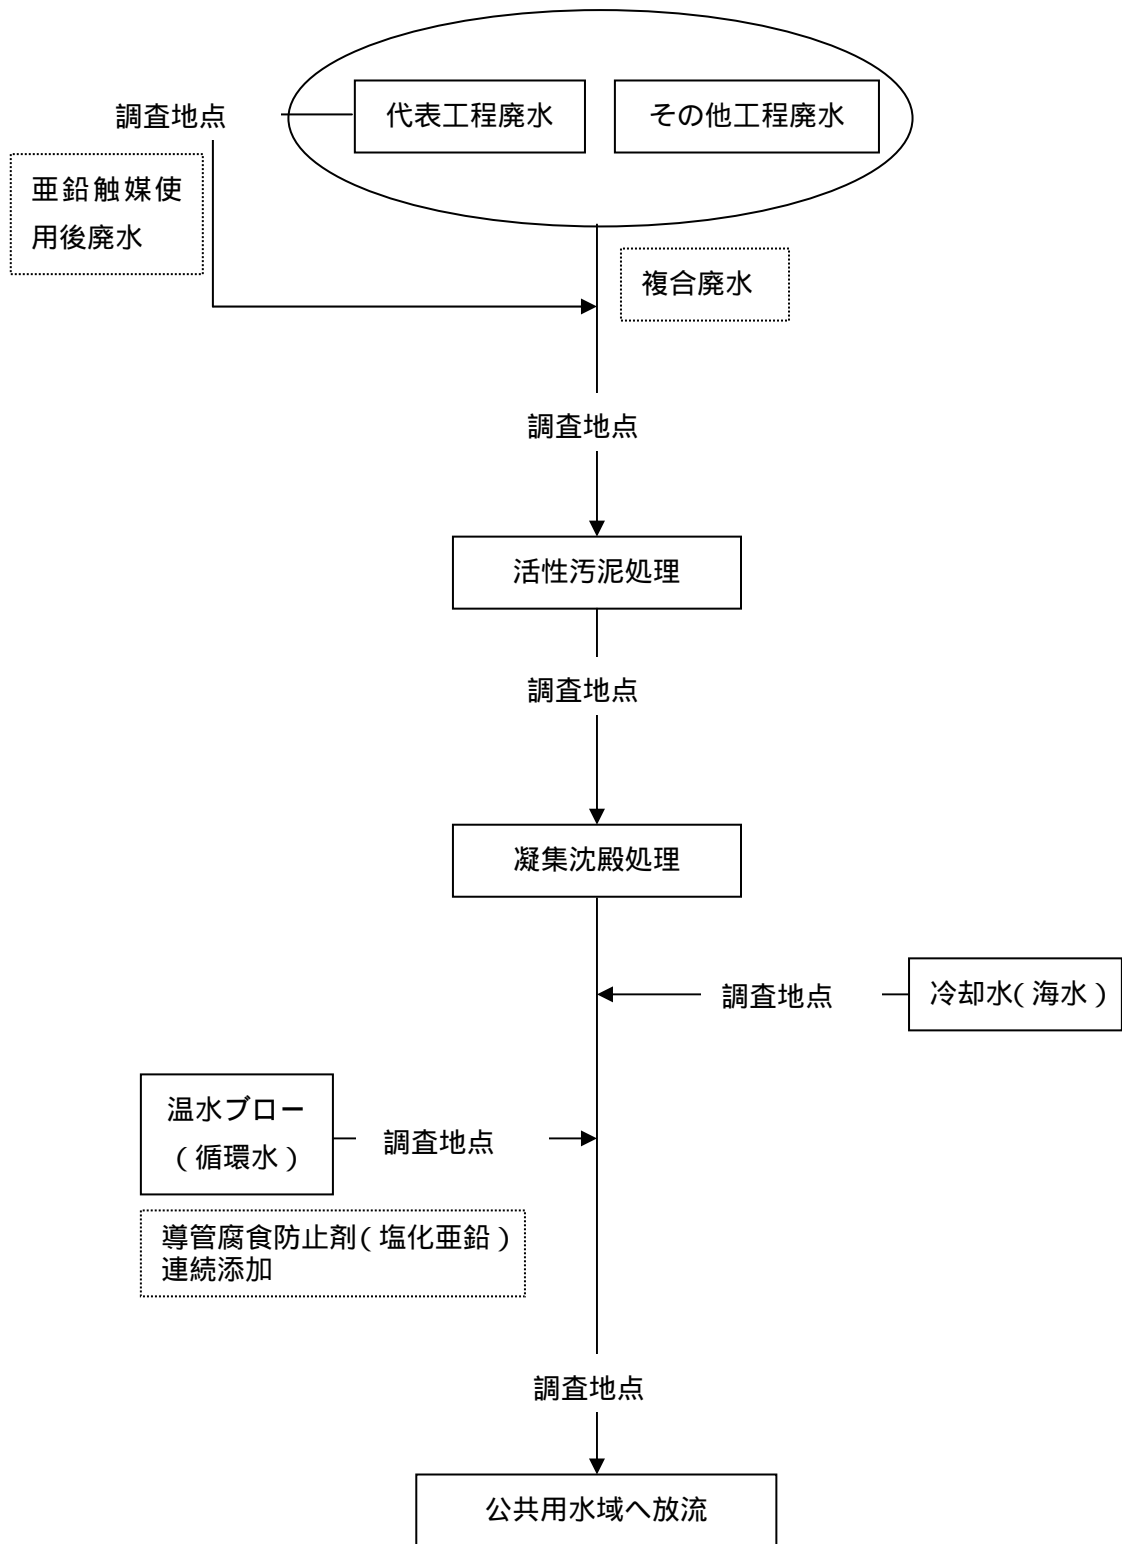 調査地点
代表工程廃水
その他工程廃水
亜鉛触媒使
用後廃水
複合廃水
調査地点
活性汚泥処理
調査地点
凝集沈殿処理
調査地点
冷却水(海水)
温水ブロー
(循環水)
調査地点
導管腐食防止剤(塩化亜鉛)
連続添加
調査地点
公共用水域へ放流